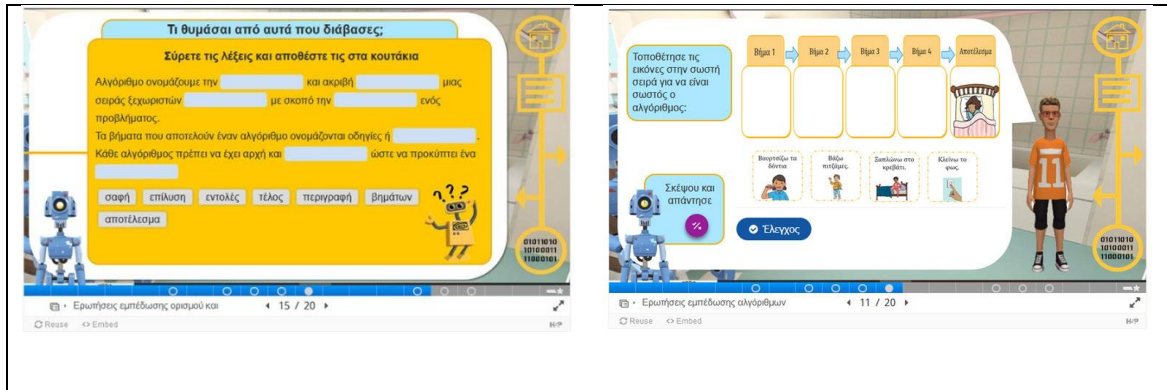 Τι θυμάσαι από αυτά που διάβασες;
Σύρετε τις λέξεις και αποθέστε τις στα κουτάκια
Αλγόριθμο ονομάζουμε την και ακριβή μιας
σειράς ξεχωριστών με σκοπό την ενός
προβλήματος.
Τα βήματα που αποτελούν έναν αλγόριθμο ονομάζονται οδηγίες ή .
Κάθε αλγόριθμος πρέπει να έχει αρχή και ώστε να προκύπτει ένα
σαφή επίλυση εντολές τέλος περιγραφή βημάτων
αποτέλεσμα
???
01011010
10100011
11000101
Ερωτήσεις εμπέδωσης ορισμού και
15 / 20
Reuse <> Embed
H5P
Τοποθέτησε τις
εικόνες στην σωστή
σειρά για να είναι
σωστός ο
αλγόριθμος:
Βήμα 1 Βήμα 2 Βήμα 3 Βήμα 4 Αποτέλεσμα
Βουρτσίζω τα
δόντια
Βάζω
πιτζάμες.
Ξαπλώνω στο
κρεβάτι.
Κλείνω το
φως.
Σκέψου και
απάντησε
Έλεγχος
11
01011010
10100011
11000101
Ερωτήσεις εμπέδωσης αλγόριθμων
11 / 20
Reuse <> Embed
H5P